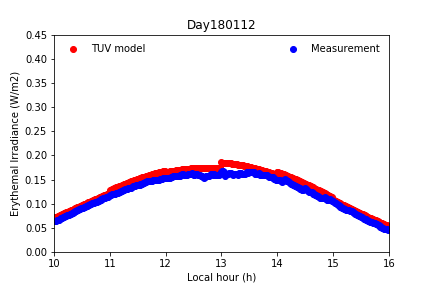 Day180112
TUV model
Measurement
Erythemal Irradiance (W/m2)
0.45
0.40
0.35
0.30
0.25
0.20
0.15
0.10
0.05
0.00
10 11 12 13 14 15 16
Local hour (h)